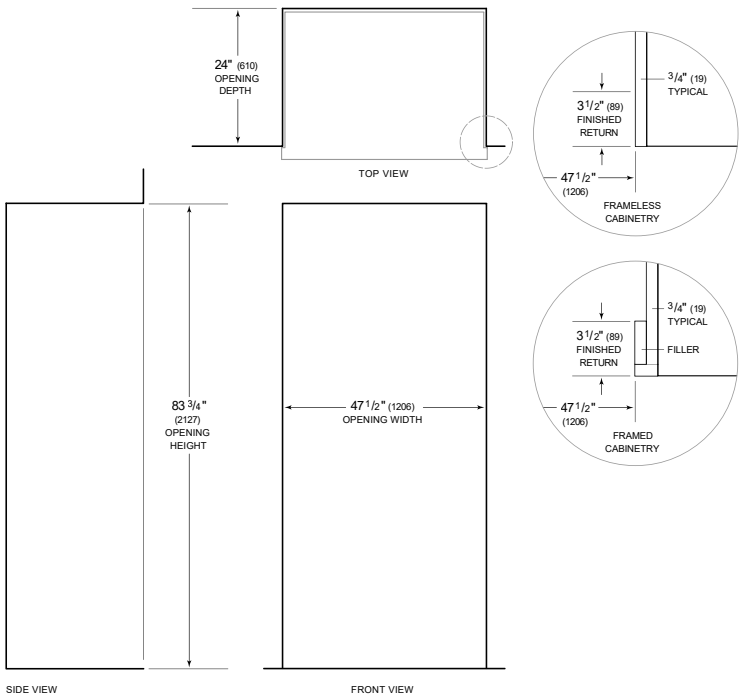 24" (610)
OPENING
DEPTH
TOP VIEW
3/4" (19)
TYPICAL
3 1/2" (89)
FINISHED
RETURN
47 1/2"
(1206)
FRAMELESS
CABINETRY
3/4" (19)
TYPICAL
3 1/2" (89)
FINISHED
RETURN
FILLER
47 1/2"
(1206)
FRAMED
CABINETRY
83 3/4"
(2127)
OPENING
HEIGHT
47 1/2" (1206)
OPENING WIDTH
SIDE VIEW
FRONT VIEW